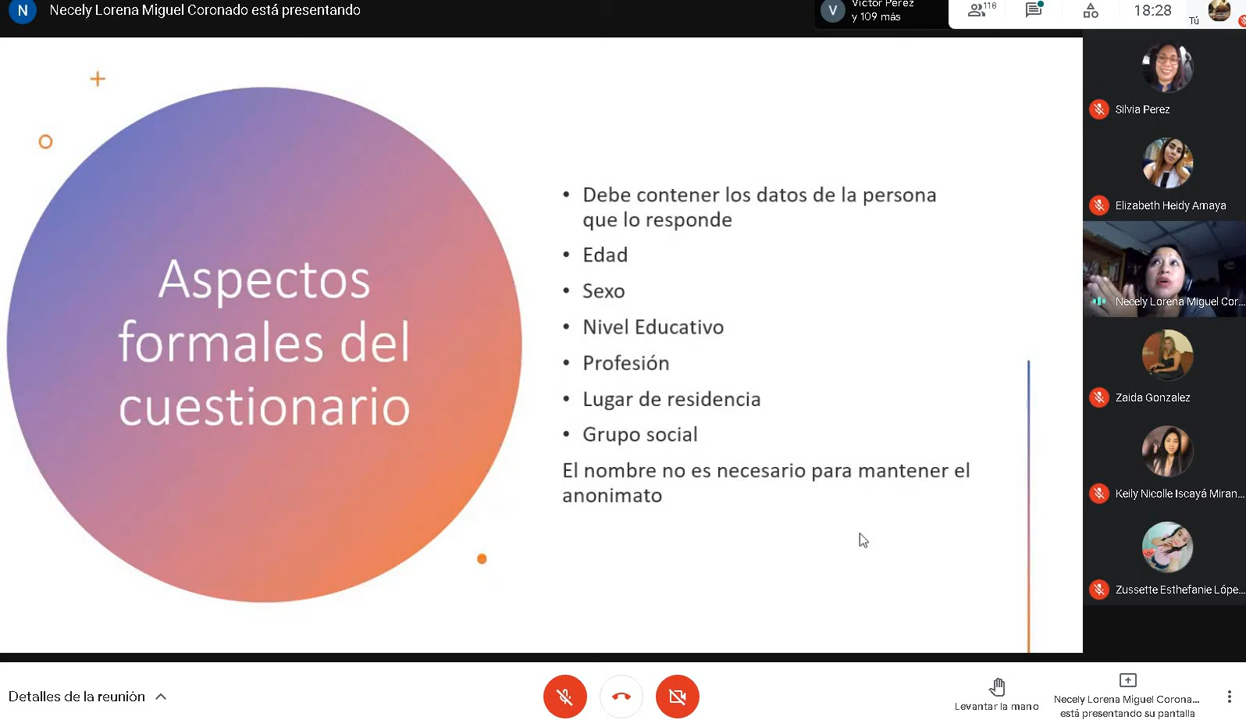 N Necely Lorena Miguel Coronado está presentando
V Víctor Pérez
y 109 más
118
18:28
Tú
Aspectos
formales del
cuestionario
• Debe contener los datos de la persona
que lo responde
• Edad
• Sexo
• Nivel Educativo
• Profesión
• Lugar de residencia
• Grupo social
El nombre no es necesario para mantener el
anonimato
Silvia Perez
Elizabeth Heidy Amaya
Necely Lorena Miguel Cor...
Zaida Gonzalez
Keily Nicolle Iscayá Miran...
Zussette Esthefanie Lópe...
Detalles de la reunión
Levantar la mano
Necely Lorena Miguel Corona...
está presentando su pantalla